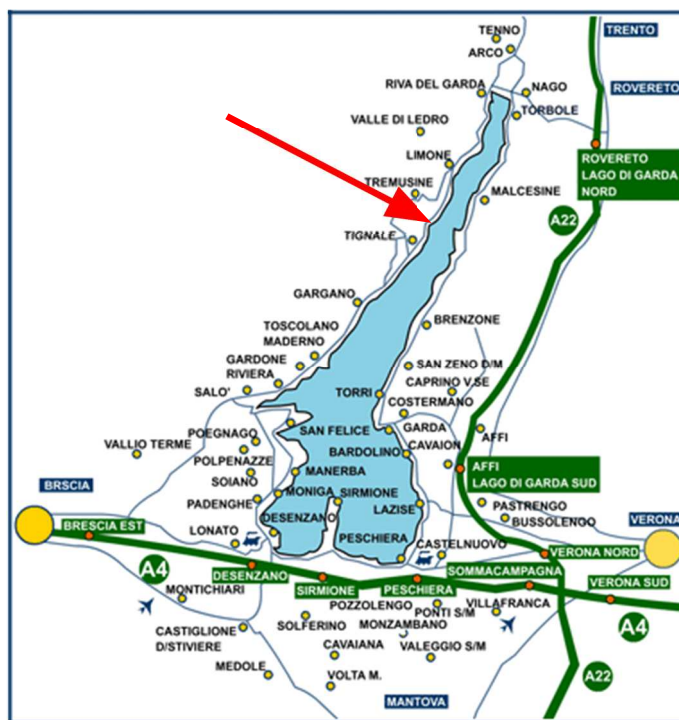 TENNO
TRENTO
ARCO
RIVA DEL GARDA
NAGO
ROVERETO
TORBOLE
VALLE DI LEDRO
LIMONE
ROVERETO
LAGO DI GARDA
NORD
TREMUSINE
MALCESINE
A22
TIGNALE
GARGANO
BRENZONE
TOSCOLANO
MADERNO
GARDONE
RIVIERA
SAN ZENO D/M
CAPRINO V.SE
SALO'
TORRI
COSTERMANO
SAN FELICE
GARDA
AFFI
POEGNAGO
VALLIO TERME
BARDOLINO
CAVAION
POLPENAZZE
AFFI
LAGO DI GARDA SUD
SOIANO
MANERBA
BRSCIA
MONIGA
SIRMIONE
PADENGHE
LAZISE
PASTRENGO
BUSSOLENGO
VERONA
DESENZANO
BRESCIA EST
LONATO
PESCHIERA
CASTELNUOVO
VERONA NORD
A4
DESENZANO
SOMMACAMPAGNA
SIRMIONE
PESCHIERA
VERONA SUD
MONTICHIARI
POZZOLENGO
PONTI S/M
VILLAFRANCA
SOLFERINO
MONZAMBANO
A4
CASTIGLIONE
D/STIVIERE
CAVAIANA
VALEGGIO S/M
MEDOLE
VOLTA M.
A22
MANTOVA